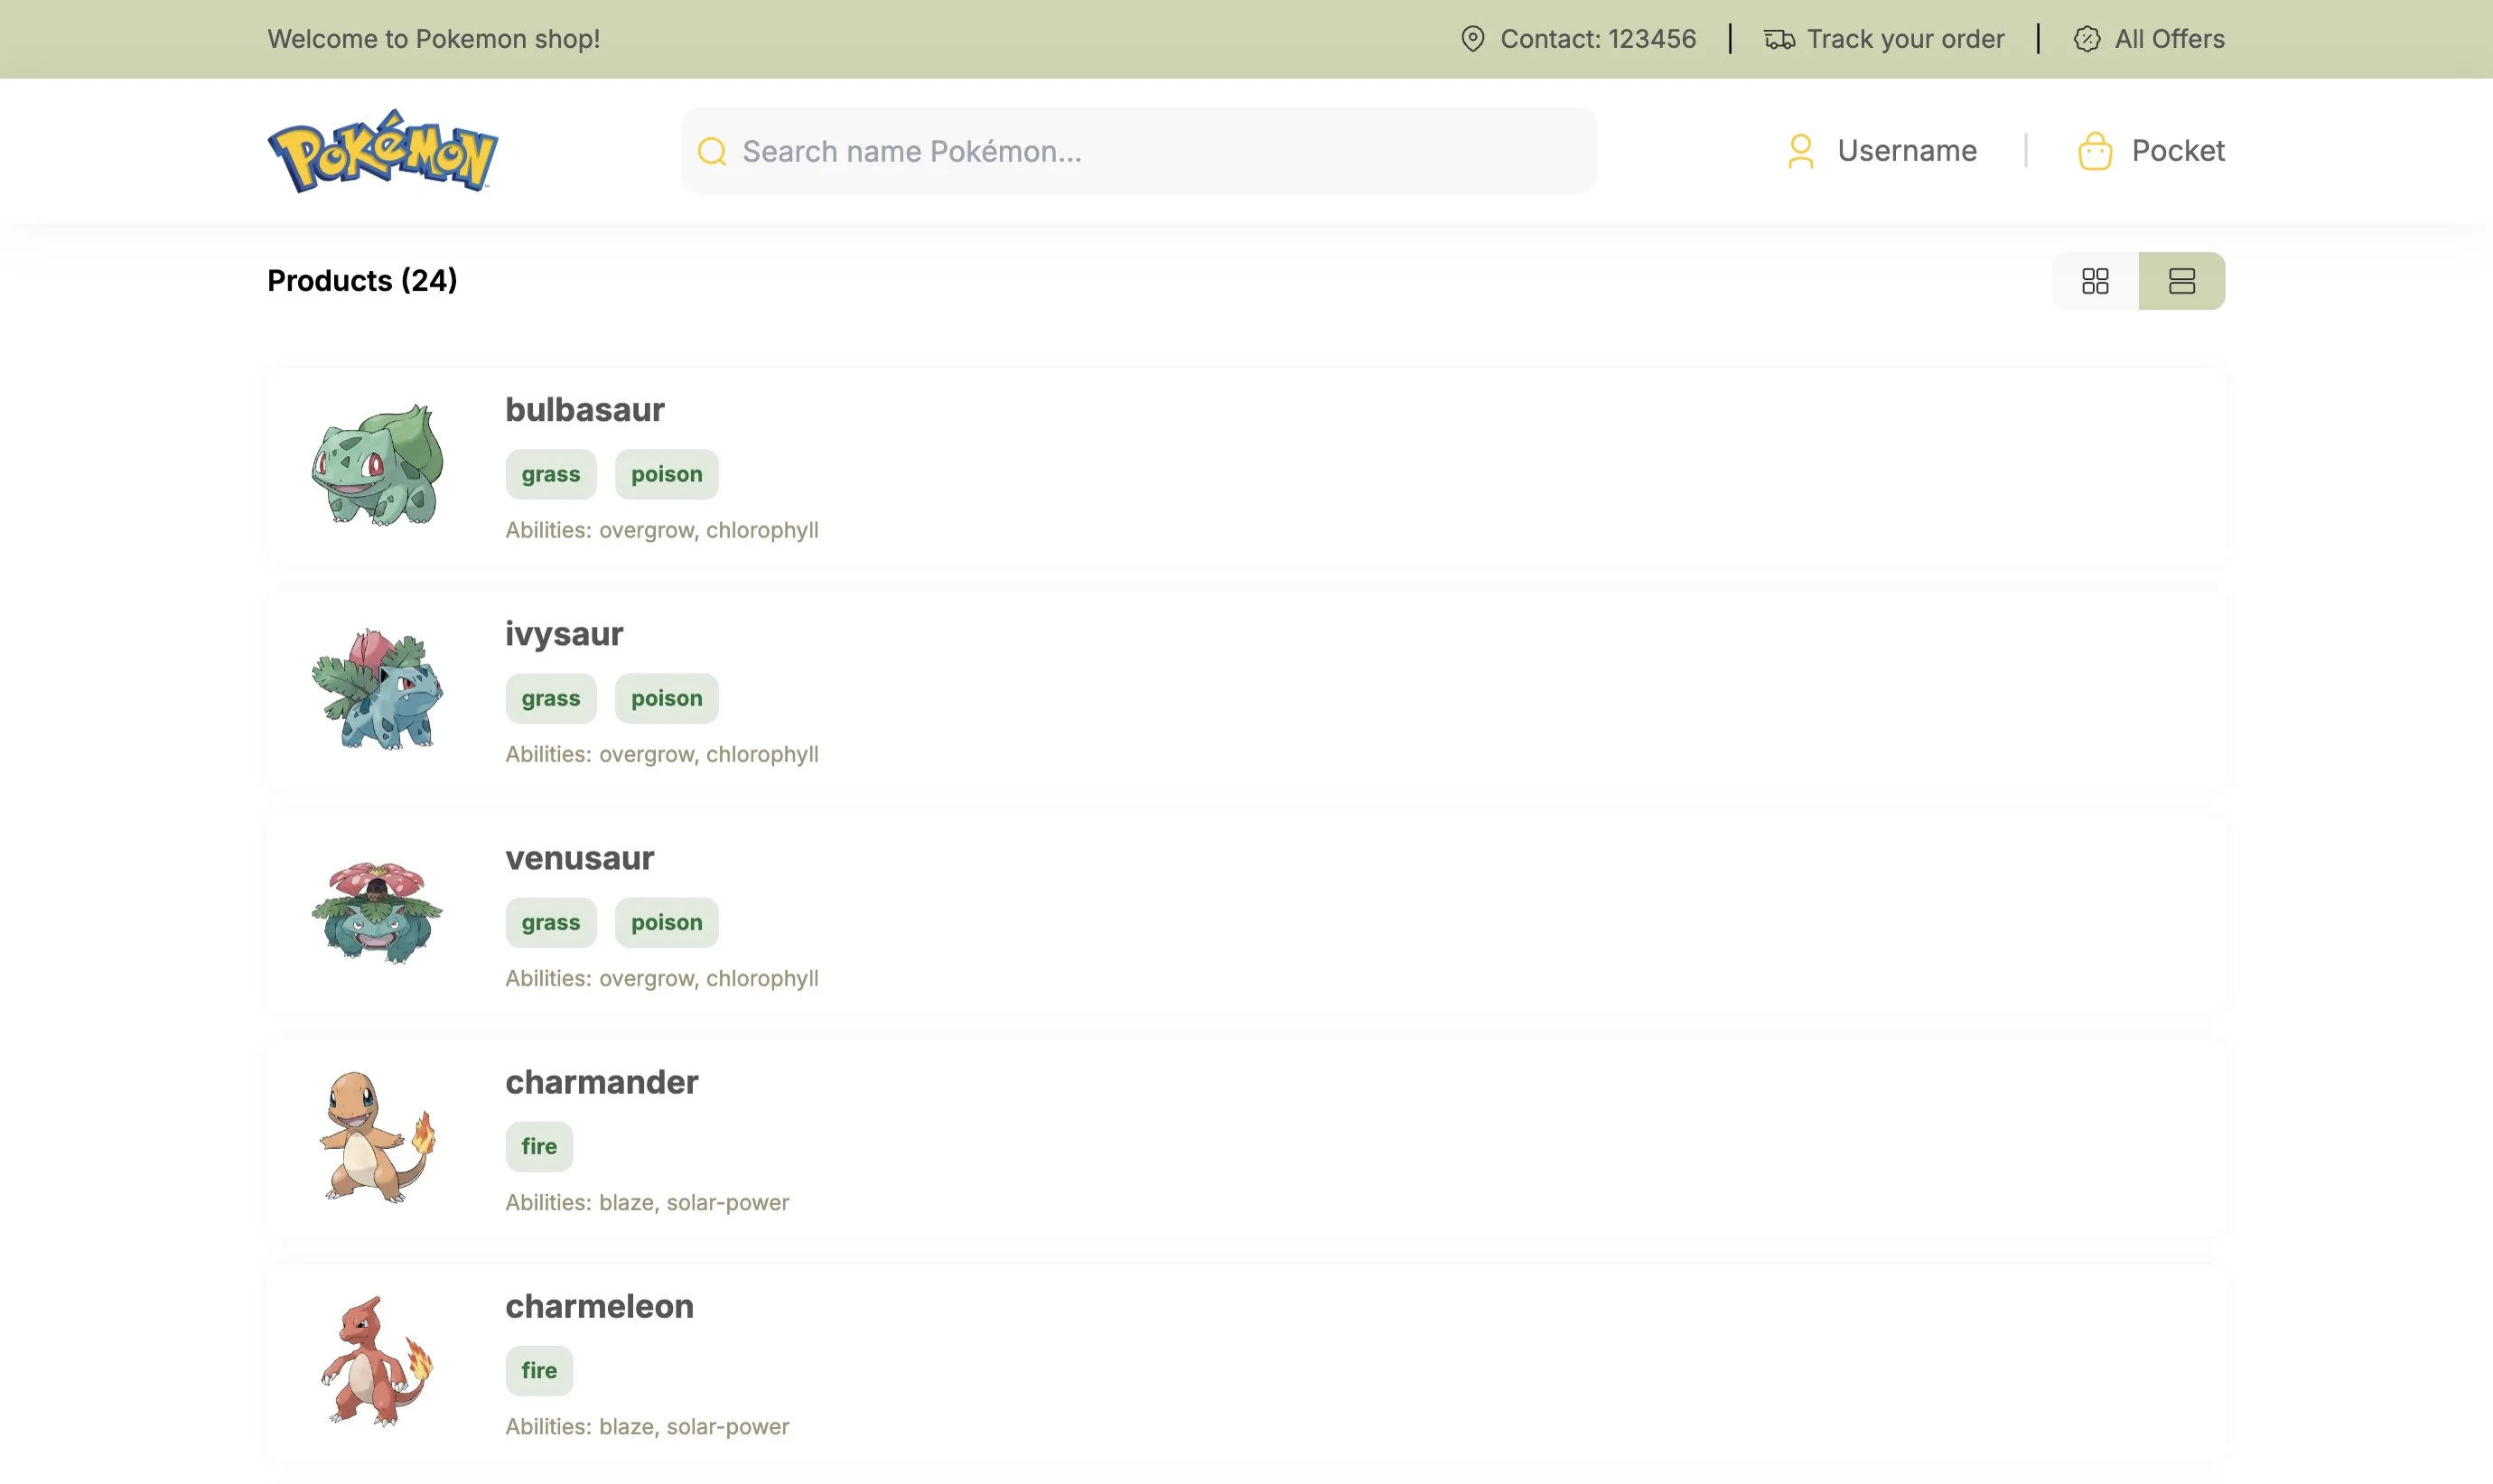 Welcome to Pokemon shop!
Contact: 123456
Track your order
All Offers
POKéMON
Search name Pokémon...
Username
Pocket
Products (24)
bulbasaur
grass poison
Abilities: overgrow, chlorophyll
ivysaur
grass poison
Abilities: overgrow, chlorophyll
venusaur
grass poison
Abilities: overgrow, chlorophyll
charmander
fire
Abilities: blaze, solar-power
charmeleon
fire
Abilities: blaze, solar-power